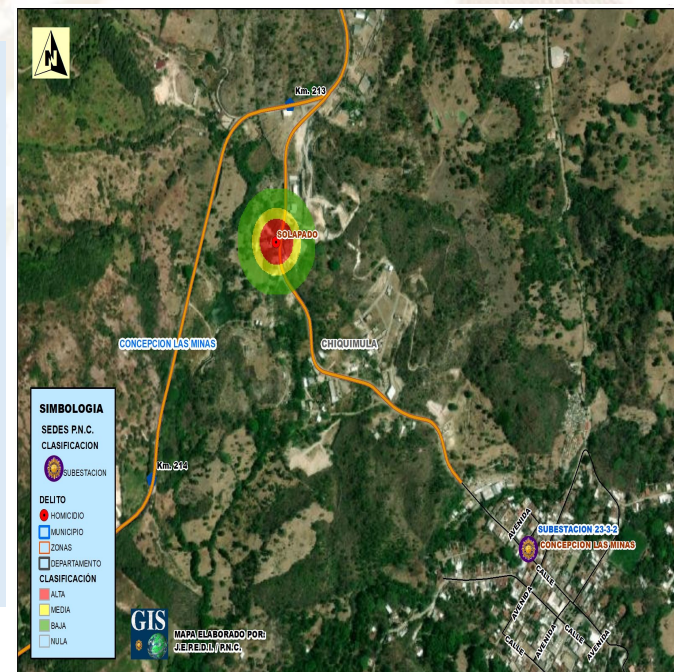 N
Km. 213
SOLAPADO
CONCEPCION LAS MINAS
CHIQUIMULA
Km. 214
AVENIDA
SUBESTACION 23-3-2
CONCEPCION LAS MINAS
CALLE
AVENIDA
CALLE
AVENIDA
CALLE
SIMBOLOGIA
SEDES P.N.C.
CLASIFICACION
SUBESTACION
DELITO
HOMICIDIO
MUNICIPIO
ZONAS
DEPARTAMENTO
CLASIFICACIÓN
ALTA
MEDIA
BAJA
NULA
GIS
MAPA ELABORADO POR:
J.E.P.E.D.I. / P.N.C.